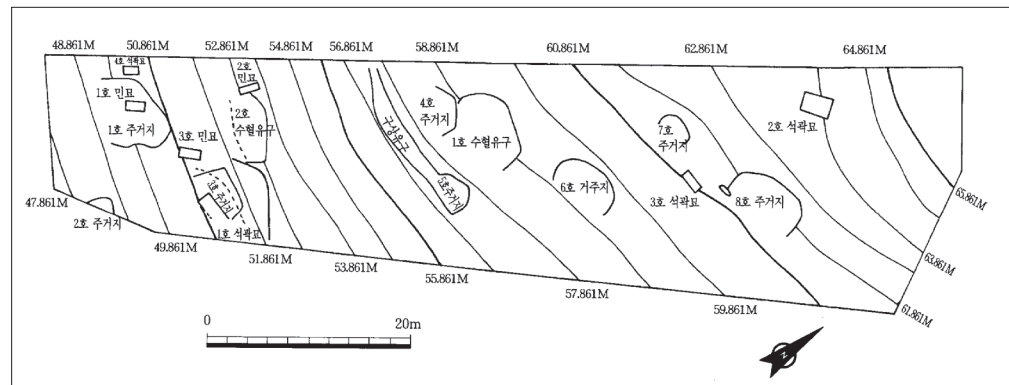 48.861M 50.861M 52.861M 54.861M 56.861M 58.861M 60.861M 62.861M 64.861M
4호 석곽묘
1호 민묘
1호 주거지
3호 민묘
2호
민묘
2호
수혈유구
3호 주거지
1호 석곽묘
2호 주거지
구상유구
4호
주거지
1호 수혈유구
5호주거지
6호 거주지
7호
주거지
3호 석곽묘
8호 주거지
2호 석곽묘
47.861M
49.861M
51.861M
53.861M
55.861M
57.861M
59.861M
61.861M
63.861M
65.861M
0 20m
N